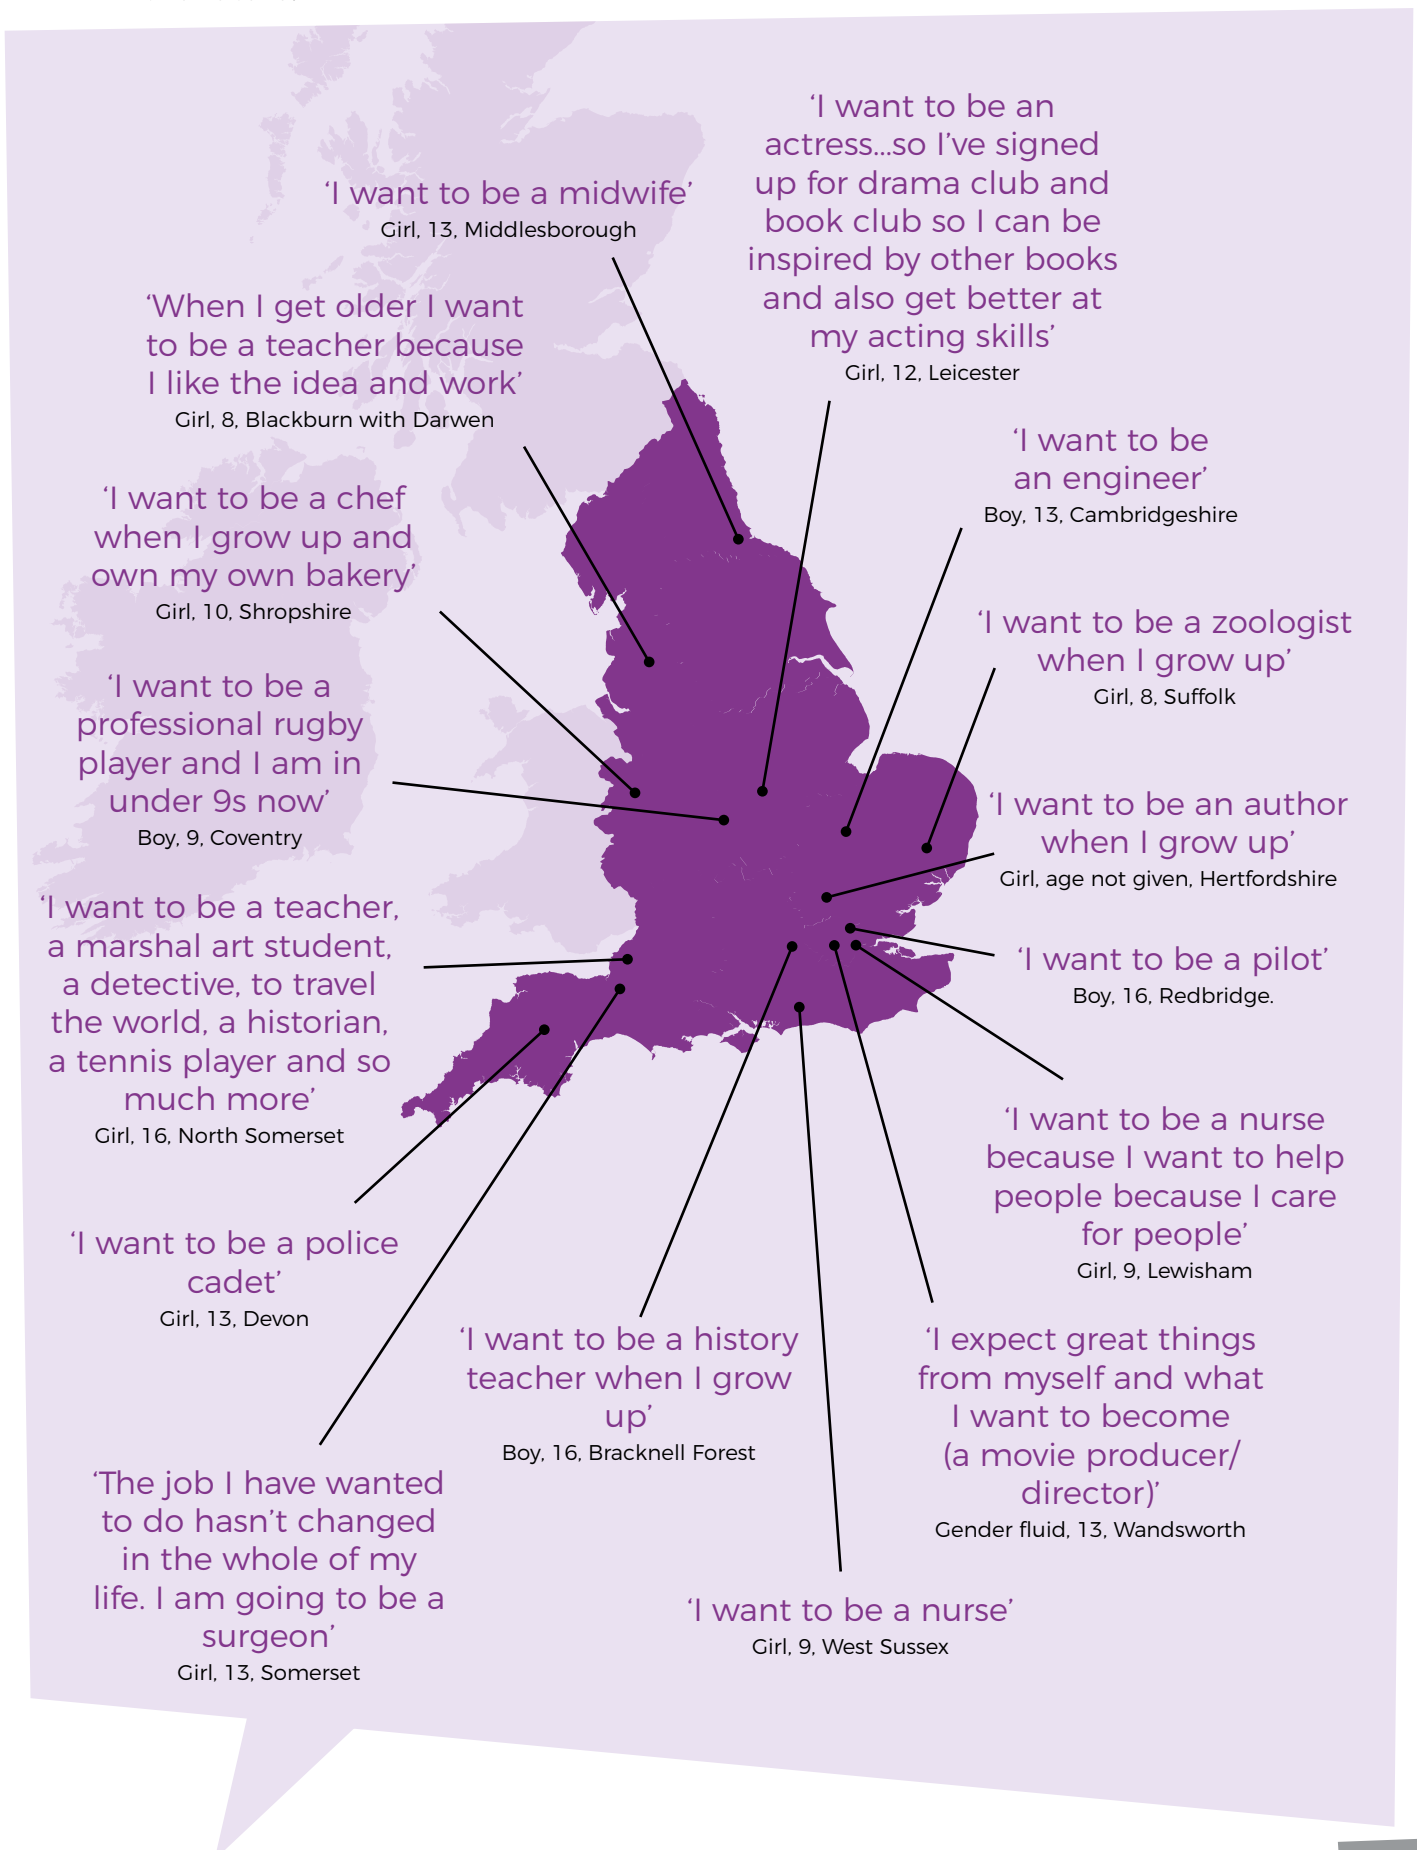 ‘I want to be a midwife’
Girl, 13, Middlesborough
‘I want to be an
actress...so I’ve signed
up for drama club and
book club so I can be
inspired by other books
and also get better at
my acting skills’
Girl, 12, Leicester
‘When I get older I want
to be a teacher because
I like the idea and work’
Girl, 8, Blackburn with Darwen
‘I want to be
an engineer’
Boy, 13, Cambridgeshire
‘I want to be a chef
when I grow up and
own my own bakery’
Girl, 10, Shropshire
‘I want to be a zoologist
when I grow up’
Girl, 8, Suffolk
‘I want to be a
professional rugby
player and I am in
under 9s now’
Boy, 9, Coventry
‘I want to be an author
when I grow up’
Girl, age not given, Hertfordshire
‘I want to be a teacher,
a marshal art student,
a detective, to travel
the world, a historian,
a tennis player and so
much more’
Girl, 16, North Somerset
‘I want to be a pilot’
Boy, 16, Redbridge.
‘I want to be a nurse
because I want to help
people because I care
for people’
Girl, 9, Lewisham
‘I want to be a police
cadet’
Girl, 13, Devon
‘I want to be a history
teacher when I grow
up’
Boy, 16, Bracknell Forest
‘I expect great things
from myself and what
I want to become
(a movie producer/
director)’
Gender fluid, 13, Wandsworth
‘The job I have wanted
to do hasn’t changed
in the whole of my
life. I am going to be a
surgeon’
Girl, 13, Somerset
‘I want to be a nurse’
Girl, 9, West Sussex